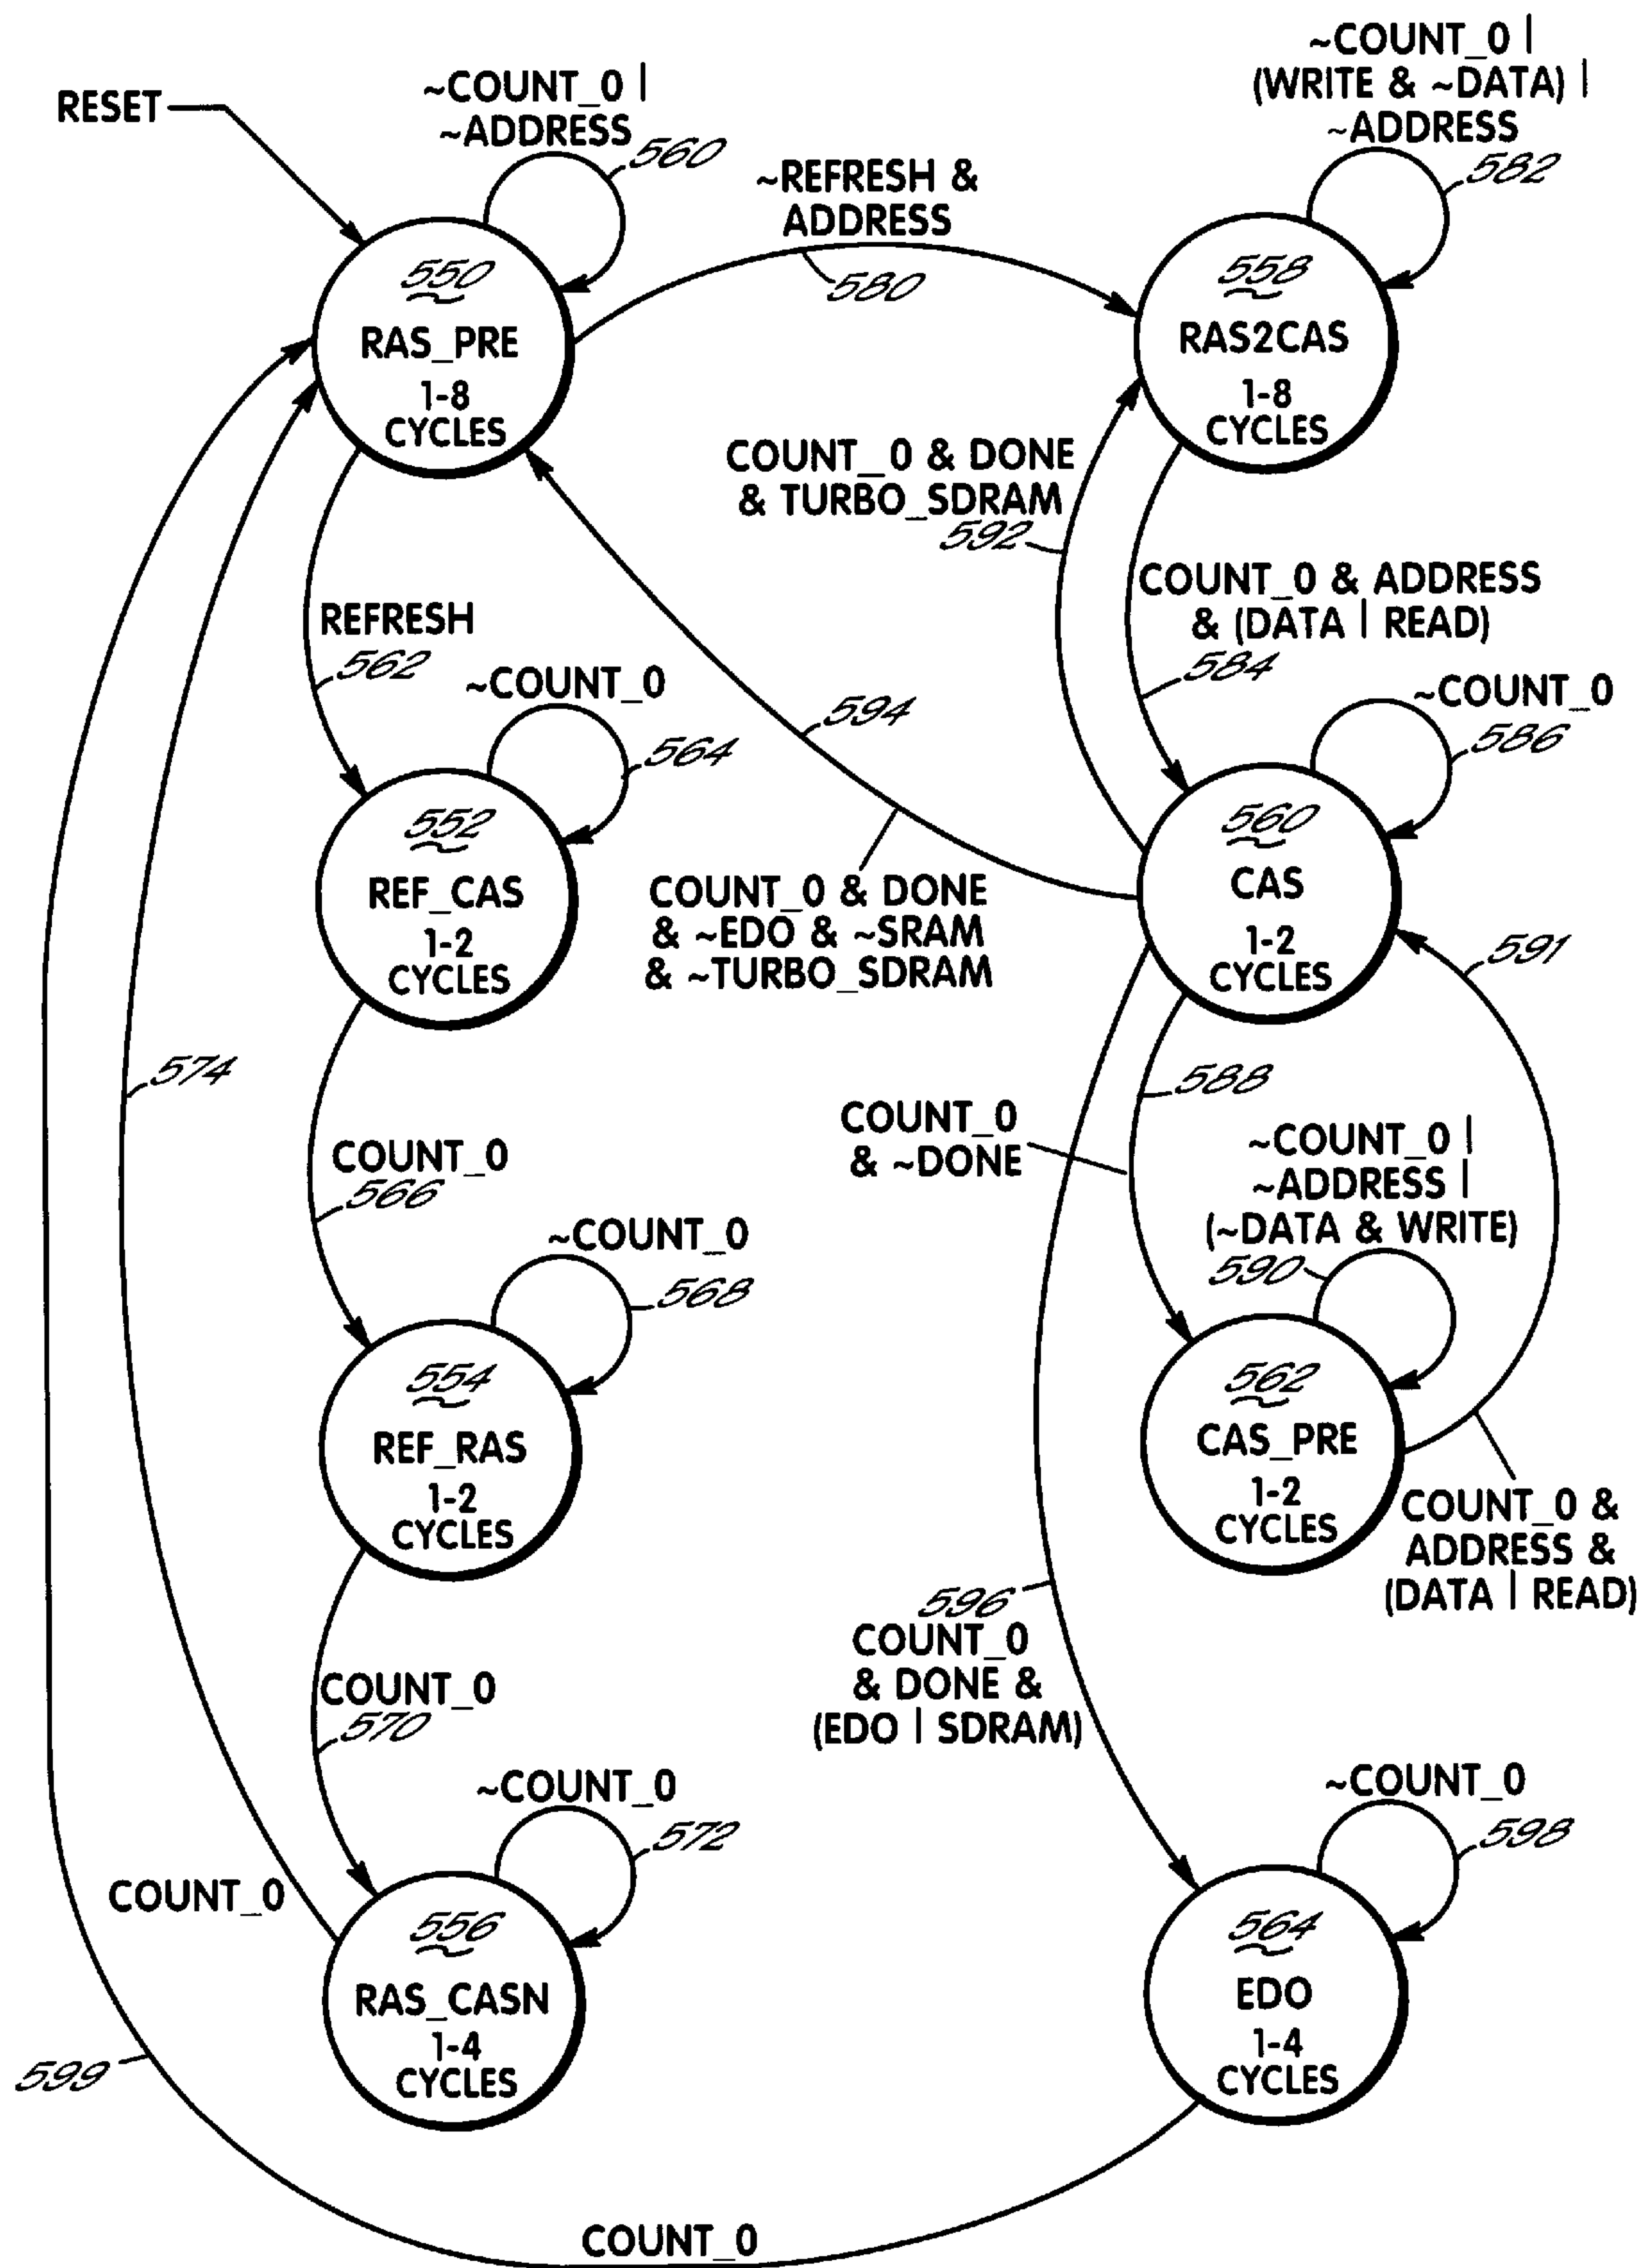 RESET
~COUNT_0 |
~ADDRESS
560
~REFRESH &
ADDRESS
580
~COUNT_0 |
(WRITE & ~DATA) |
~ADDRESS
582
550
RAS_PRE
1-8
CYCLES
558
RAS2CAS
1-8
CYCLES
COUNT_0 & DONE
& TURBO_SDRAM
592
COUNT_0 & ADDRESS
& (DATA | READ)
584
REFRESH
562
~COUNT_0
564
594
~COUNT_0
586
552
REF_CAS
1-2
CYCLES
COUNT_0 & DONE
& ~EDO & ~SRAM
& ~TURBO_SDRAM
560
CAS
1-2
CYCLES
591
574
588
COUNT_0
& ~DONE
COUNT_0
566
~COUNT_0 |
~ADDRESS |
(~DATA & WRITE)
590
~COUNT_0
568
554
REF_RAS
1-2
CYCLES
562
CAS_PRE
1-2
CYCLES
COUNT_0 &
ADDRESS &
(DATA | READ)
596
COUNT_0
& DONE &
(EDO | SDRAM)
COUNT_0
570
~COUNT_0
572
~COUNT_0
598
COUNT_0
556
RAS_CASN
1-4
CYCLES
564
EDO
1-4
CYCLES
599
COUNT_0